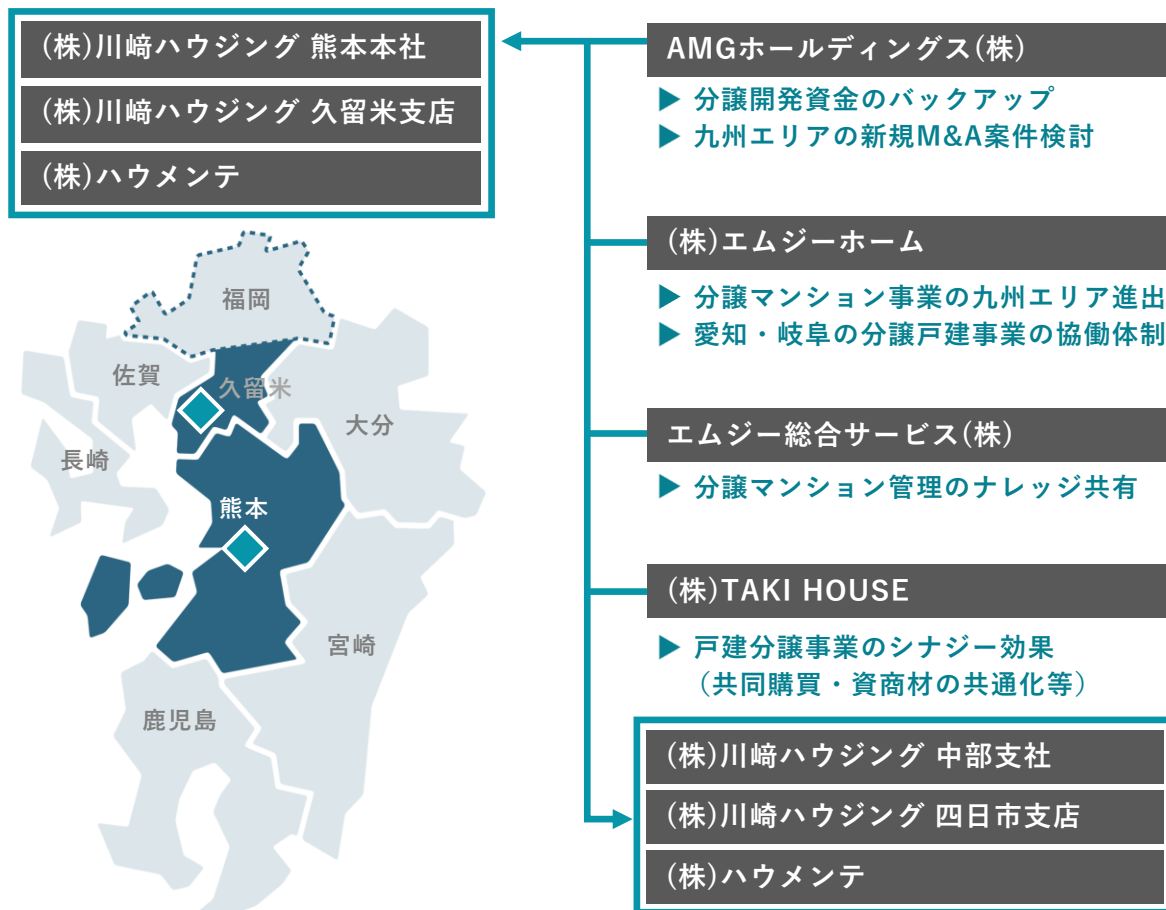 (株)川﨑ハウジング 熊本本社
(株)川﨑ハウジング 久留米支店
(株)ハウメンテ
福岡
佐賀
久留米
大分
長崎
熊本
宮崎
鹿児島
AMGホールディングス(株)
▶ 分譲開発資金のバックアップ
▶ 九州エリアの新規M&A案件検討
(株)エムジーホーム
▶ 分譲マンション事業の九州エリア進出
▶ 愛知・岐阜の分譲戸建事業の協働体制
エムジー総合サービス(株)
▶ 分譲マンション管理のナレッジ共有
(株)TAKI HOUSE
▶ 戸建分譲事業のシナジー効果
（共同購買・資商材の共通化等）
(株)川﨑ハウジング 中部支社
(株)川崎ハウジング 四日市支店
(株)ハウメンテ